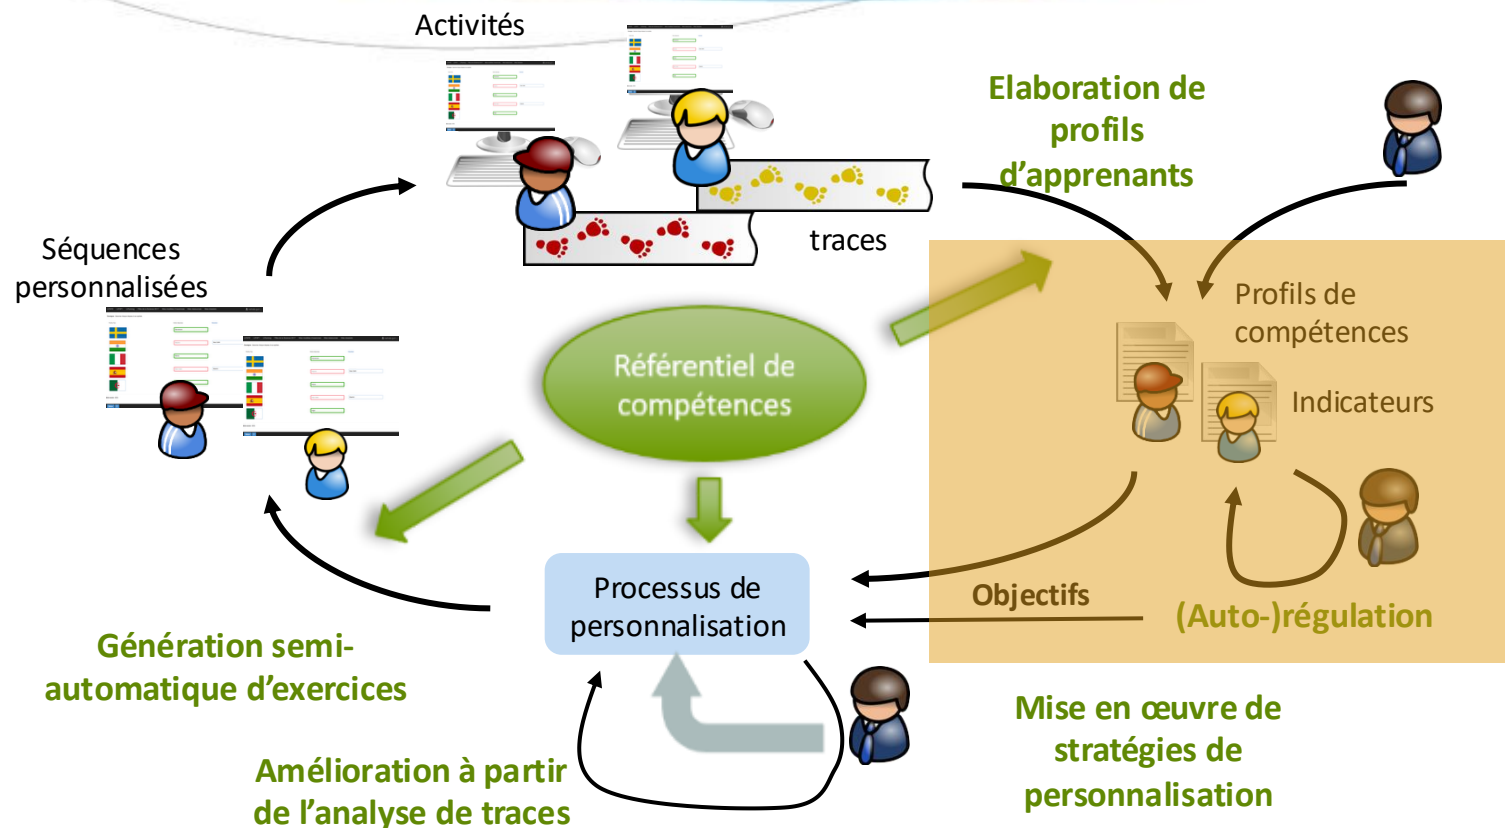 Activités
Elaboration de
profils
d’apprenants
traces
Séquences
personnalisées
Profils de
compétences
Indicateurs
Référentiel de
compétences
Processus de
personnalisation
Objectifs
(Auto-)régulation
Génération semi-
automatique d’exercices
Mise en œuvre de
stratégies de
personnalisation
Amélioration à partir
de l’analyse de traces